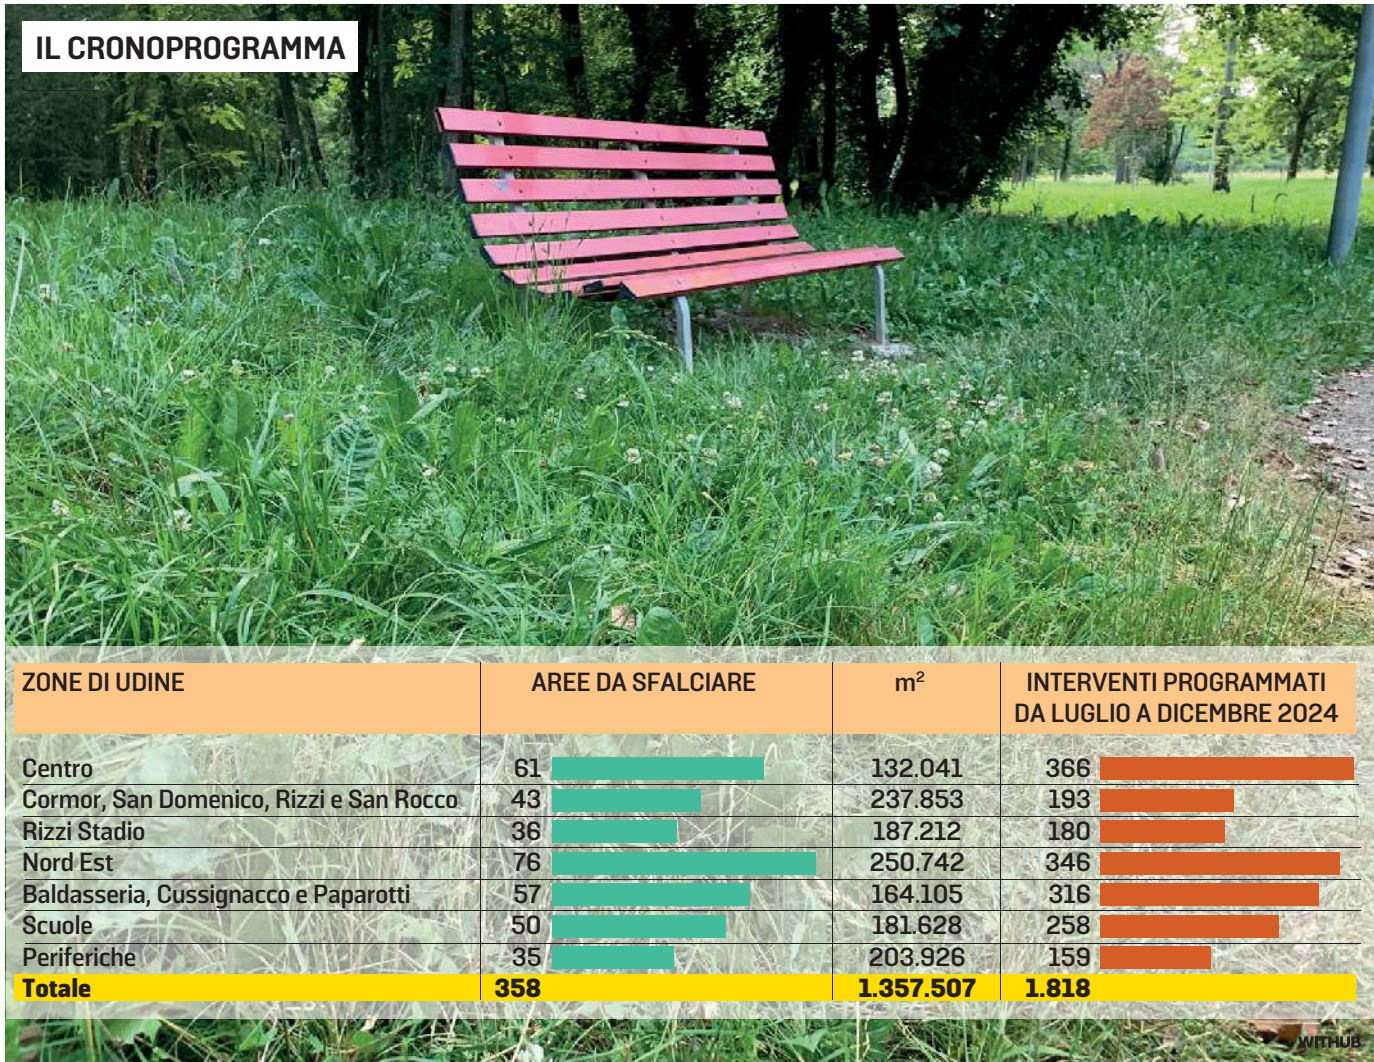 IL CRONOPROGRAMMA
ZONE DI UDINE AREE DA SFALCIARE m² INTERVENTI PROGRAMMATI
DA LUGLIO A DICEMBRE 2024
Centro 61 132.041 366
Cormor, San Domenico, Rizzi e San Rocco 43 237.853 193
Rizzi Stadio 36 187.212 180
Nord Est 76 250.742 346
Baldasseria, Cussignacco e Paparotti 57 164.105 316
Scuole 50 181.628 258
Periferiche 35 203.926 159
Totale 358 1.357.507 1.818
WITHUB